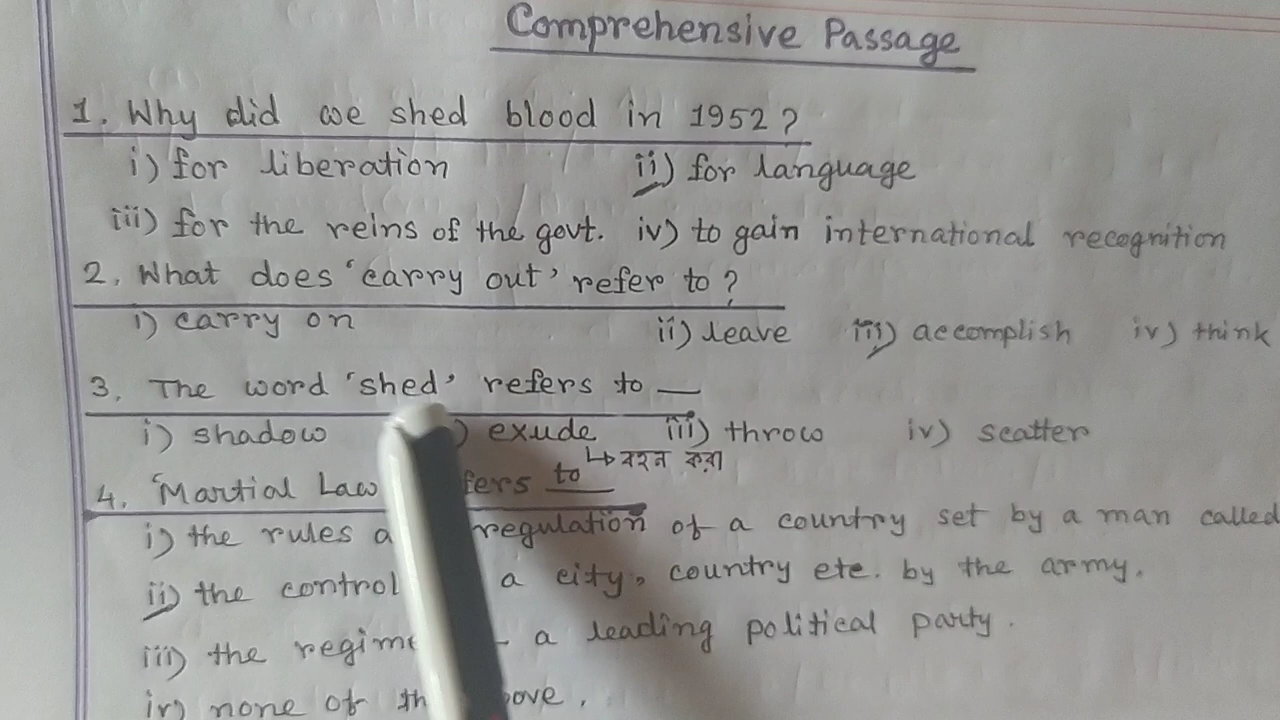 Comprehensive Passage
1. Why did we shed blood in 1952?
i) for liberation ii) for language
iii) for the reins of the govt. iv) to gain international recognition
2. What does 'carry out' refer to?
i) carry on ii) leave iii) accomplish iv) think
3. The word 'shed' refers to __
i) shadow ) exude iii) throw iv) scatter
↳ বহন করা
4. 'Martial Law fers to __
i) the rules a regulation of a country set by a man called
ii) the control a city, country etc. by the army.
iii) the regime a leading political party.
iv) none of th ove.